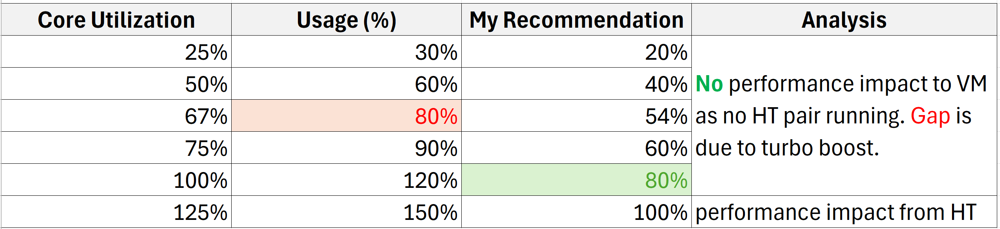 Core Utilization Usage (%) My Recommendation Analysis
25% 30% 20%
50% 60% 40% No performance impact to VM
67% 80% 54% as no HT pair running. Gap is
75% 90% 60% due to turbo boost.
100% 120% 80%
125% 150% 100% performance impact from HT